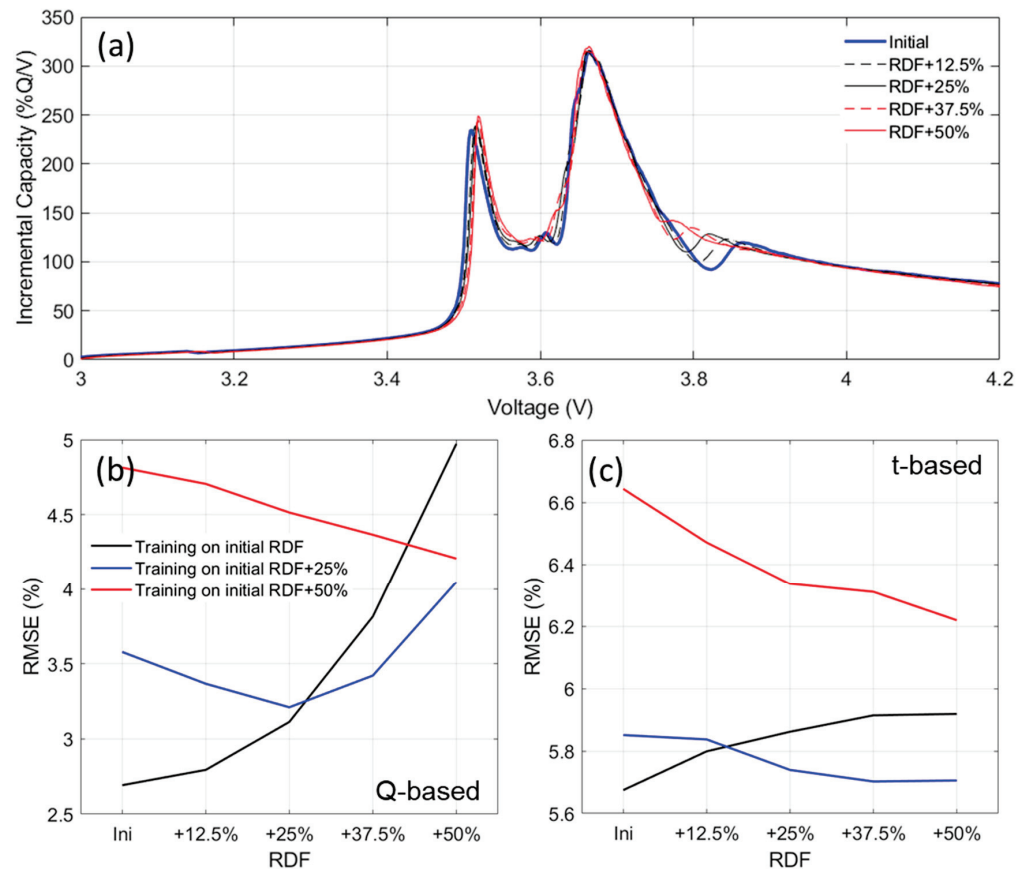 (a)
350
300
250
200
150
100
50
0
Incremental Capacity (%Q/V)
Initial
RDF+12.5%
RDF+25%
RDF+37.5%
RDF+50%
3 3.2 3.4 3.6 3.8 4 4.2
Voltage (V)
(b)
5
4.5
4
3.5
3
2.5
RMSE (%)
Training on initial RDF
Training on initial RDF+25%
Training on initial RDF+50%
Q-based
Ini +12.5% +25% +37.5% +50%
RDF
(c)
t-based
6.8
6.6
6.4
6.2
6
5.8
5.6
RMSE (%)
Ini +12.5% +25% +37.5% +50%
RDF